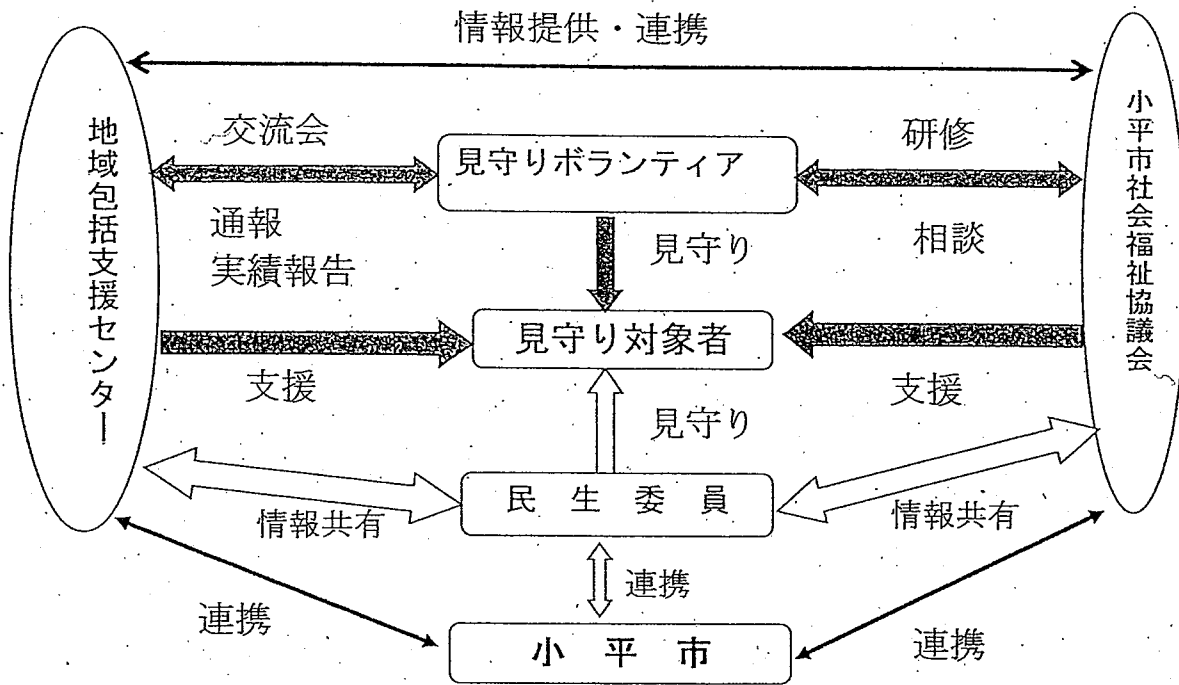 情報提供・連携
地域包括支援センター
小平市社会福祉協議会
交流会
見守りボランティア
研修
通報
実績報告
見守り
相談
見守り対象者
支援
支援
見守り
民生委員
情報共有
情報共有
連携
連携
小平市
連携